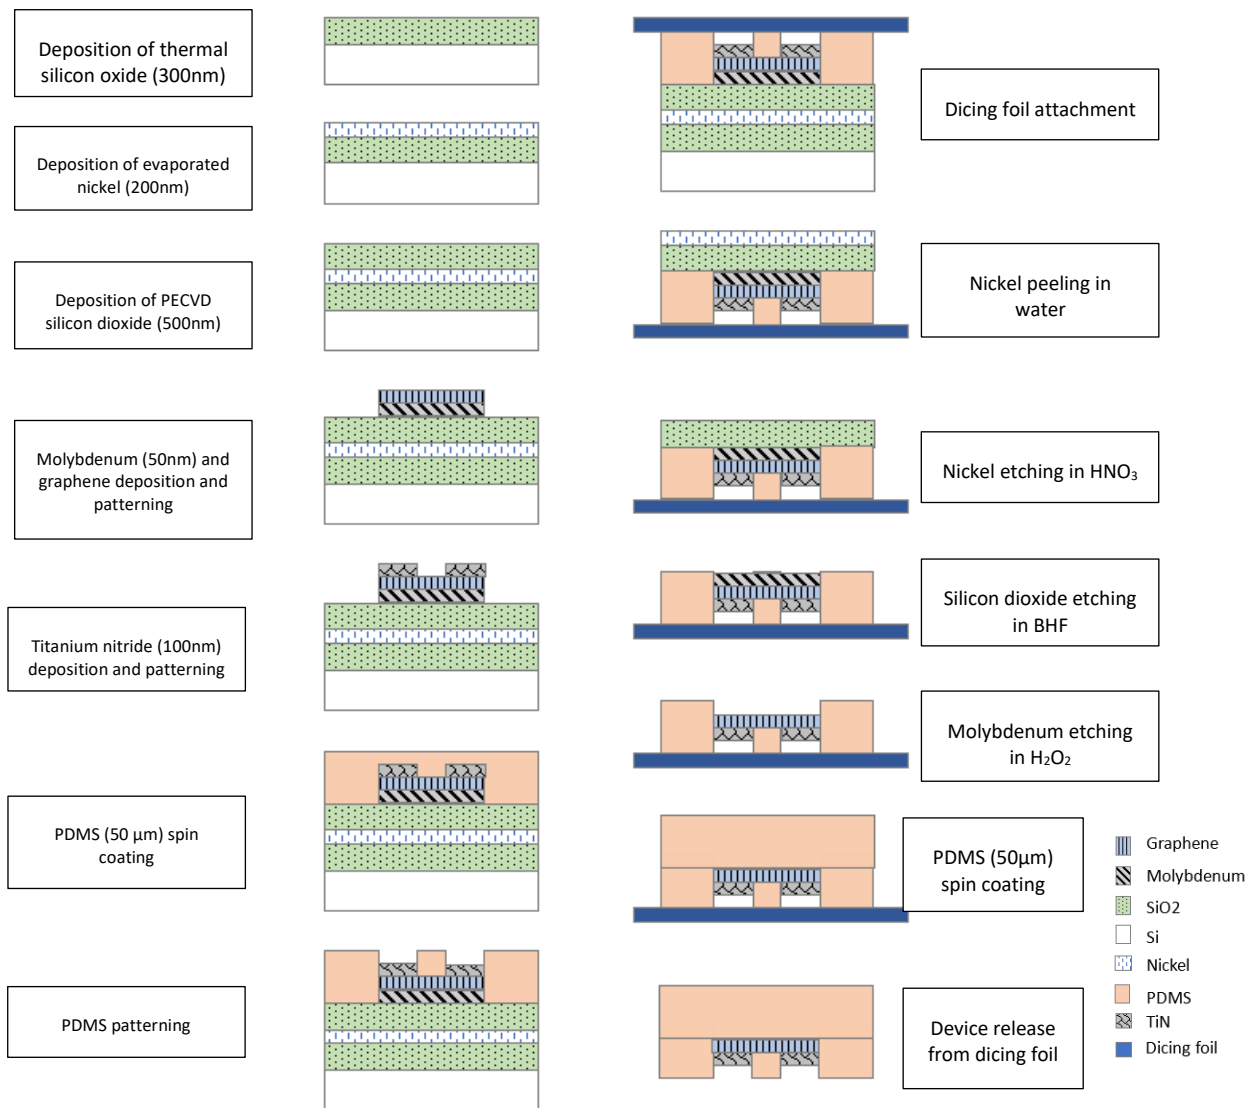 Deposition of thermal
silicon oxide (300nm)
Deposition of evaporated
nickel (200nm)
Deposition of PECVD
silicon dioxide (500nm)
Molybdenum (50nm) and
graphene deposition and
patterning
Titanium nitride (100nm)
deposition and patterning
PDMS (50 µm) spin
coating
PDMS patterning
Dicing foil attachment
Nickel peeling in
water
Nickel etching in HNO₃
Silicon dioxide etching
in BHF
Molybdenum etching
in H₂O₂
PDMS (50µm)
spin coating
Device release
from dicing foil
Graphene
Molybdenum
SiO2
Si
Nickel
PDMS
TiN
Dicing foil